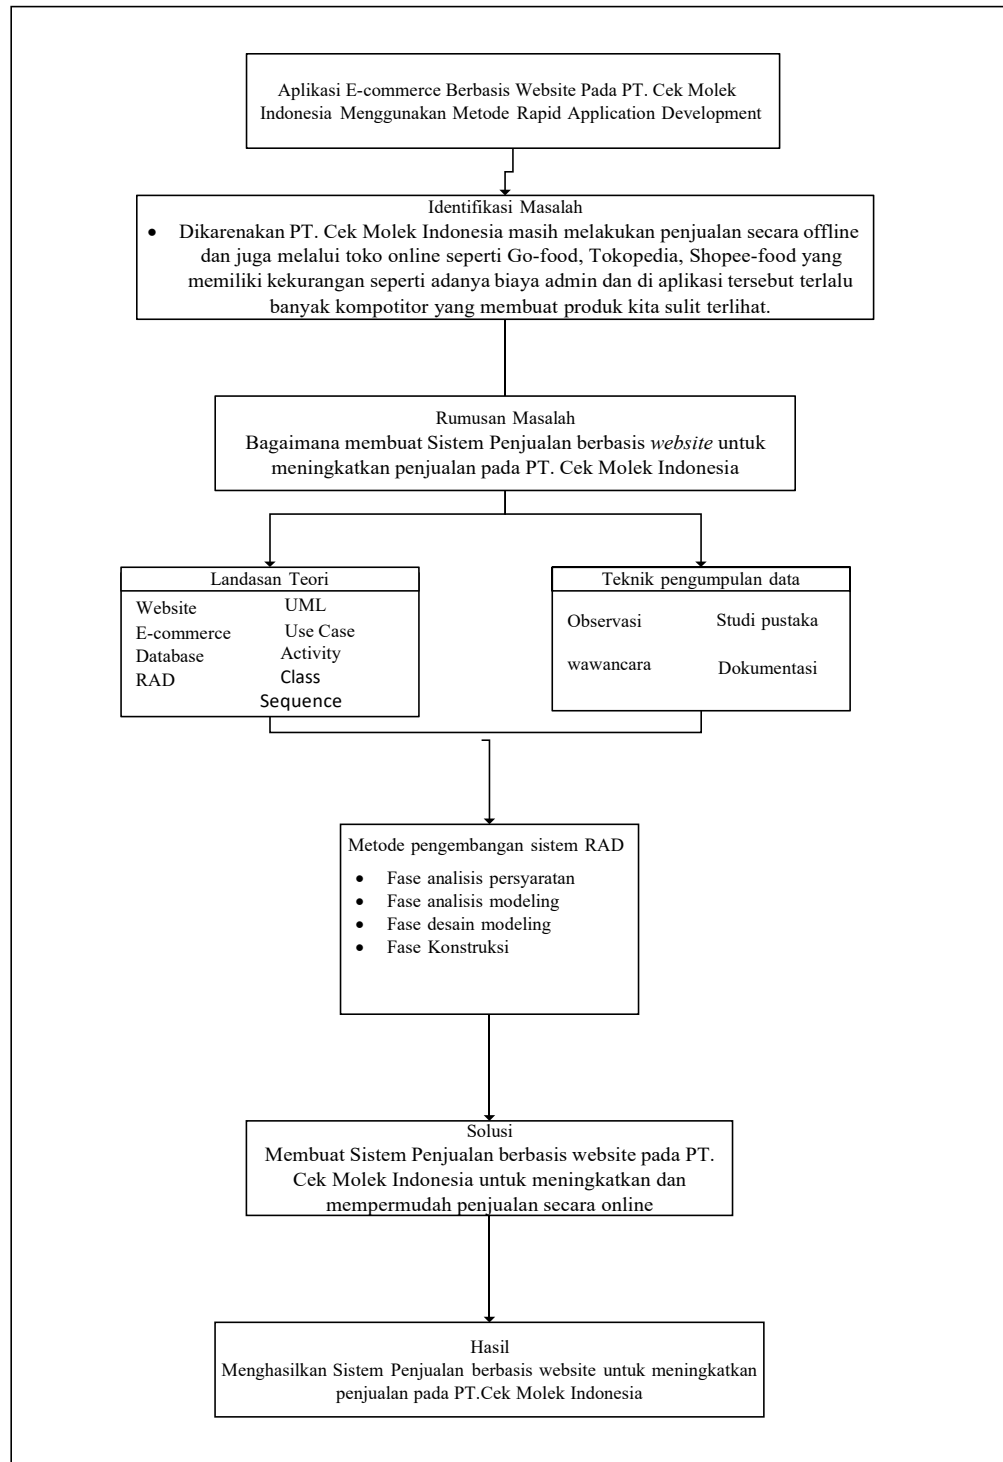 Aplikasi E-commerce Berbasis Website Pada PT. Cek Molek
Indonesia Menggunakan Metode Rapid Application Development
Identifikasi Masalah
• Dikarenakan PT. Cek Molek Indonesia masih melakukan penjualan secara offline
dan juga melalui toko online seperti Go-food, Tokopedia, Shopee-food yang
memiliki kekurangan seperti adanya biaya admin dan di aplikasi tersebut terlalu
banyak kompotitor yang membuat produk kita sulit terlihat.
Rumusan Masalah
Bagaimana membuat Sistem Penjualan berbasis website untuk
meningkatkan penjualan pada PT. Cek Molek Indonesia
Landasan Teori
Website UML
E-commerce Use Case
Database Activity
RAD Class
Sequence
Teknik pengumpulan data
Observasi Studi pustaka
wawancara Dokumentasi
Metode pengembangan sistem RAD
• Fase analisis persyaratan
• Fase analisis modeling
• Fase desain modeling
• Fase Konstruksi
Solusi
Membuat Sistem Penjualan berbasis website pada PT.
Cek Molek Indonesia untuk meningkatkan dan
mempermudah penjualan secara online
Hasil
Menghasilkan Sistem Penjualan berbasis website untuk meningkatkan
penjualan pada PT.Cek Molek Indonesia